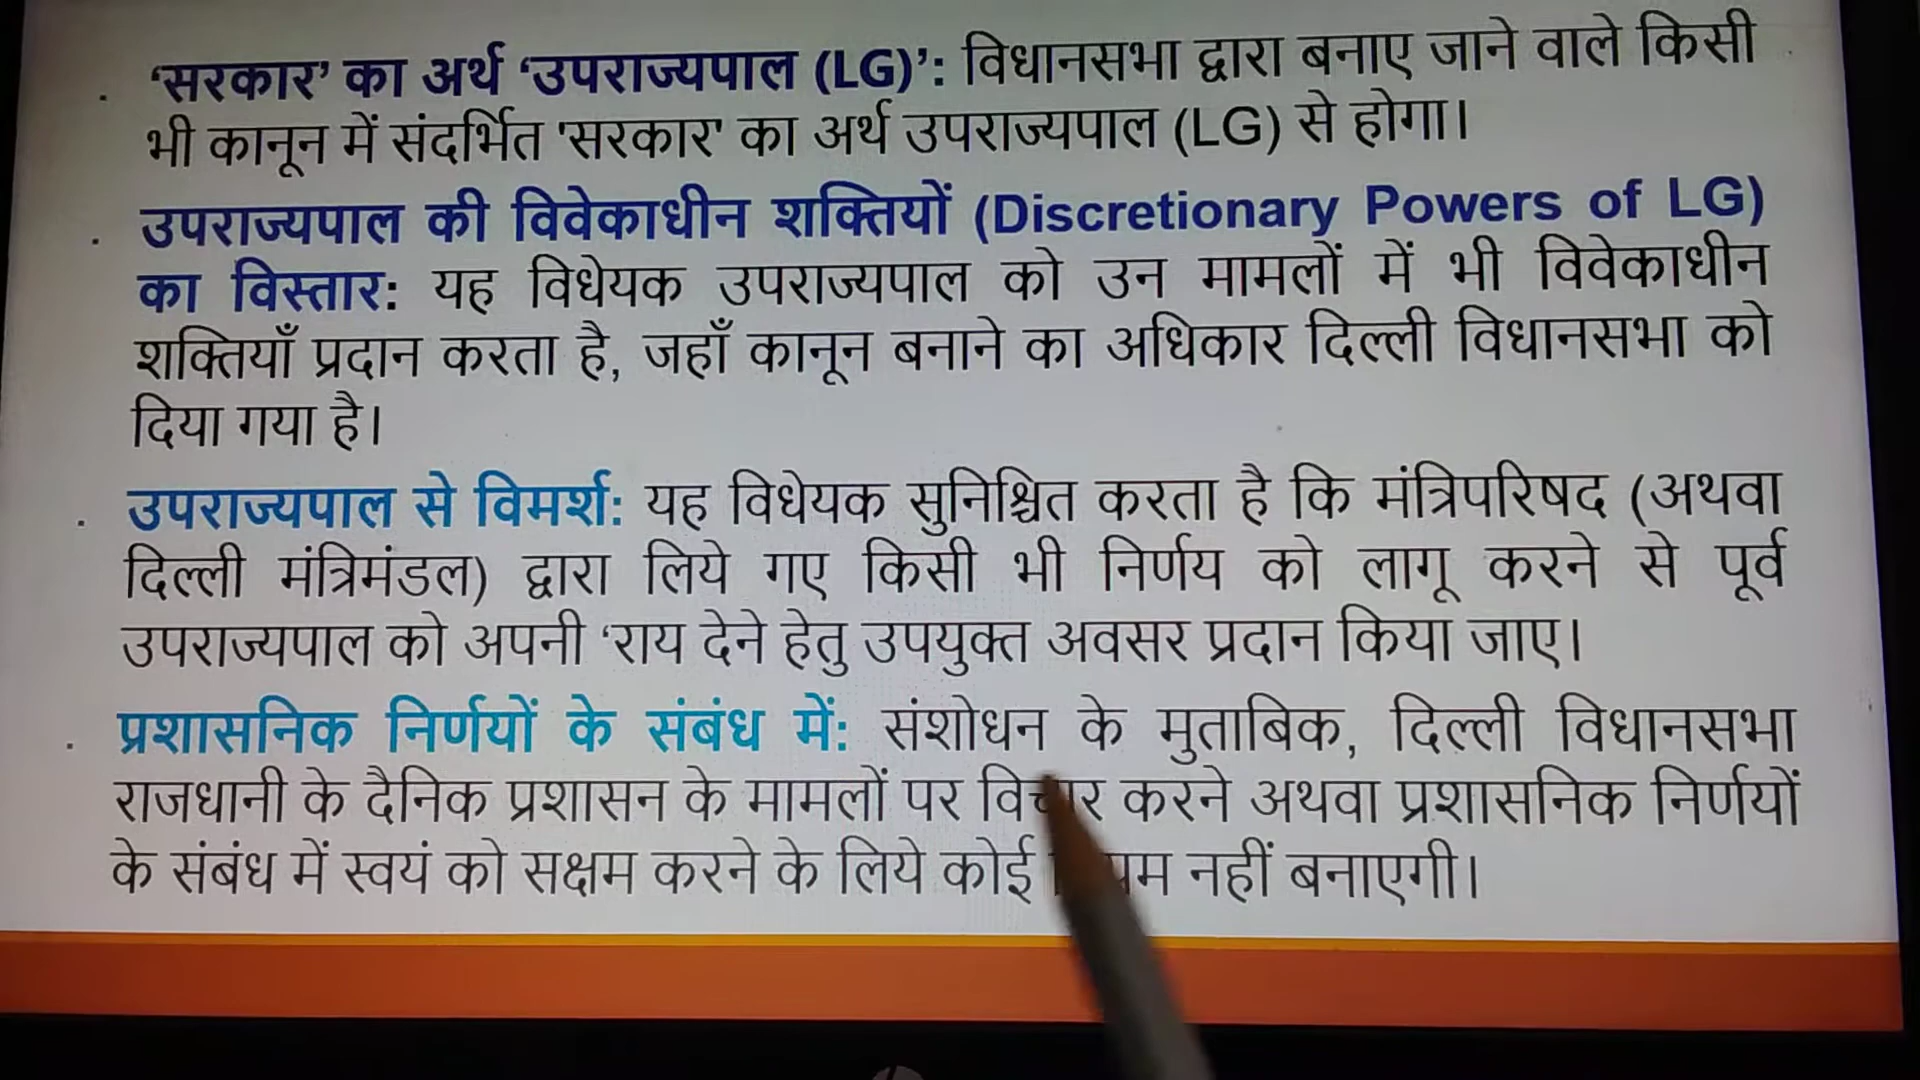 ‘सरकार’ का अर्थ ‘उपराज्यपाल (LG)’: विधानसभा द्वारा बनाए जाने वाले किसी
भी कानून में संदर्भित 'सरकार' का अर्थ उपराज्यपाल (LG) से होगा।
उपराज्यपाल की विवेकाधीन शक्तियों (Discretionary Powers of LG)
का विस्तार: यह विधेयक उपराज्यपाल को उन मामलों में भी विवेकाधीन
शक्तियाँ प्रदान करता है, जहाँ कानून बनाने का अधिकार दिल्ली विधानसभा को
दिया गया है।
उपराज्यपाल से विमर्श: यह विधेयक सुनिश्चित करता है कि मंत्रिपरिषद (अथवा
दिल्ली मंत्रिमंडल) द्वारा लिये गए किसी भी निर्णय को लागू करने से पूर्व
उपराज्यपाल को अपनी ‘राय देने हेतु उपयुक्त अवसर प्रदान किया जाए।
प्रशासनिक निर्णयों के संबंध में: संशोधन के मुताबिक, दिल्ली विधानसभा
राजधानी के दैनिक प्रशासन के मामलों पर विचार करने अथवा प्रशासनिक निर्णयों
के संबंध में स्वयं को सक्षम करने के लिये कोई नहीं बनाएगी।